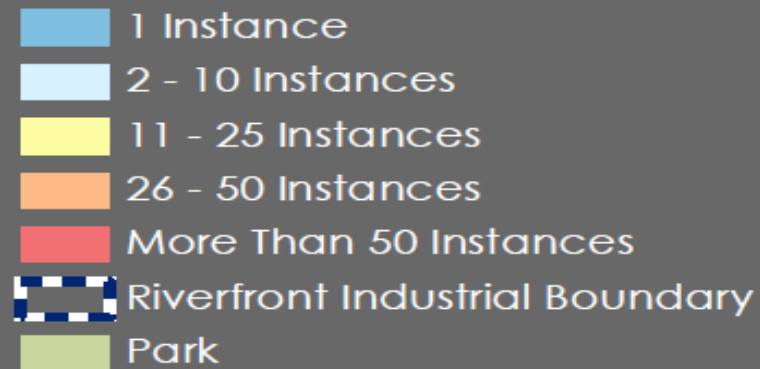 1 Instance
2 - 10 Instances
11 - 25 Instances
26 - 50 Instances
More Than 50 Instances
Riverfront Industrial Boundary
Park